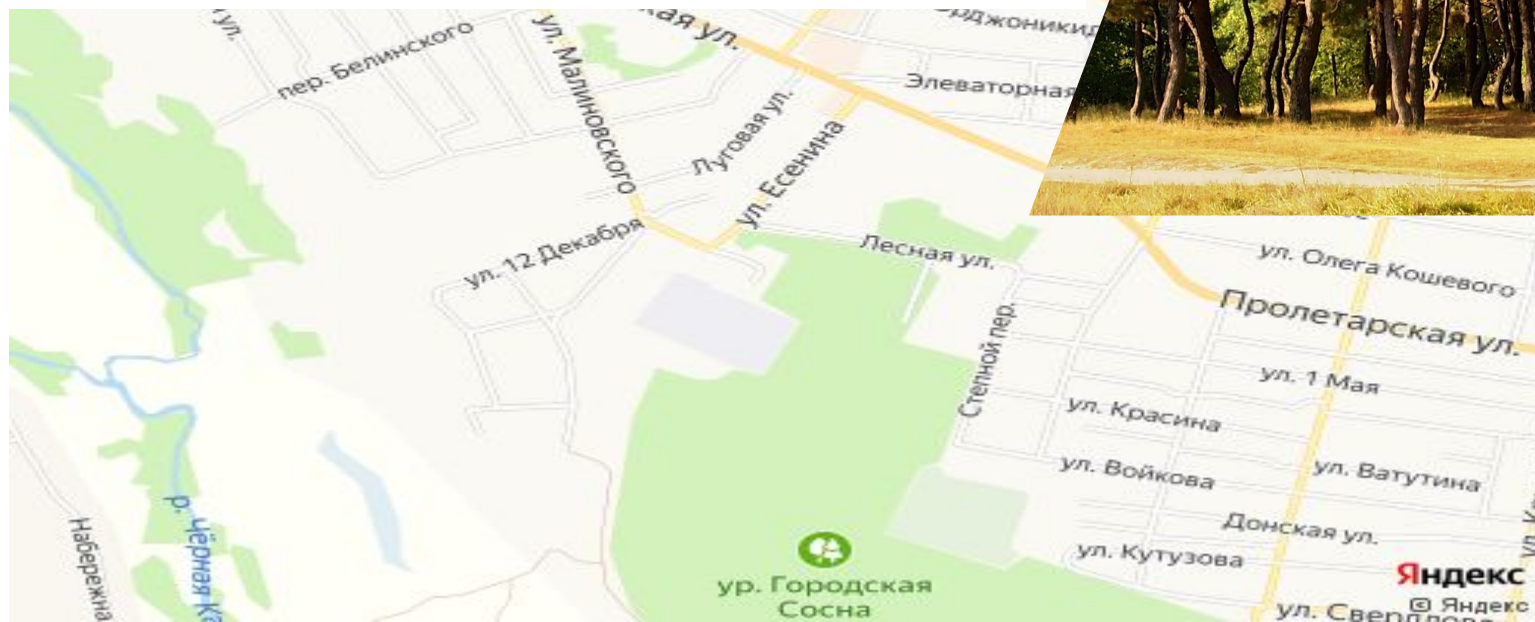 пер. Белинского
ул. Малиновского
ул.
Элеваторная
Луговая ул.
ул. Есенина
ул. 12 Декабря
Лесная ул.
ул. Олега Кошевого
Пролетарская ул.
Степной пер.
ул. 1 Мая
ул. Красина
ул. Войкова
ул. Ватутина
Донская ул.
ул. Кутузова
р. Чёрная
ур. Городская
Сосна
Яндекс
© Яндекс